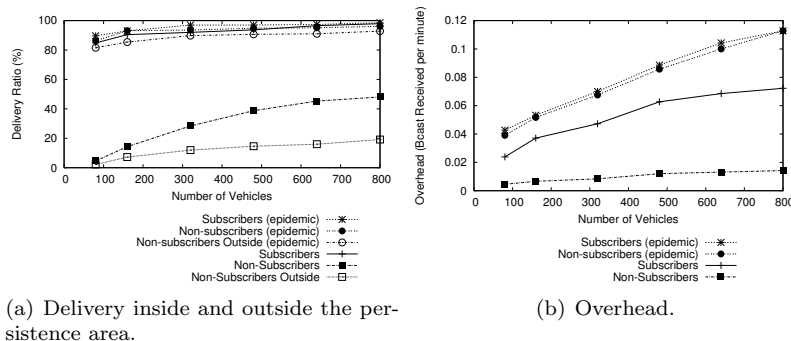 100
80
60
40
20
0
Delivery Ratio (%)
0 100 200 300 400 500 600 700 800
Number of Vehicles
Subscribers (epidemic)
Non-subscribers (epidemic)
Non-subscribers Outside (epidemic)
Subscribers
Non-Subscribers
Non-Subscribers Outside
(a) Delivery inside and outside the per-
sistence area.
0.12
0.1
0.08
0.06
0.04
0.02
0
Overhead (Bcast Received per minute)
0 100 200 300 400 500 600 700 800
Number of Vehicles
Subscribers (epidemic)
Non-subscribers (epidemic)
Subscribers
Non-Subscribers
(b) Overhead.